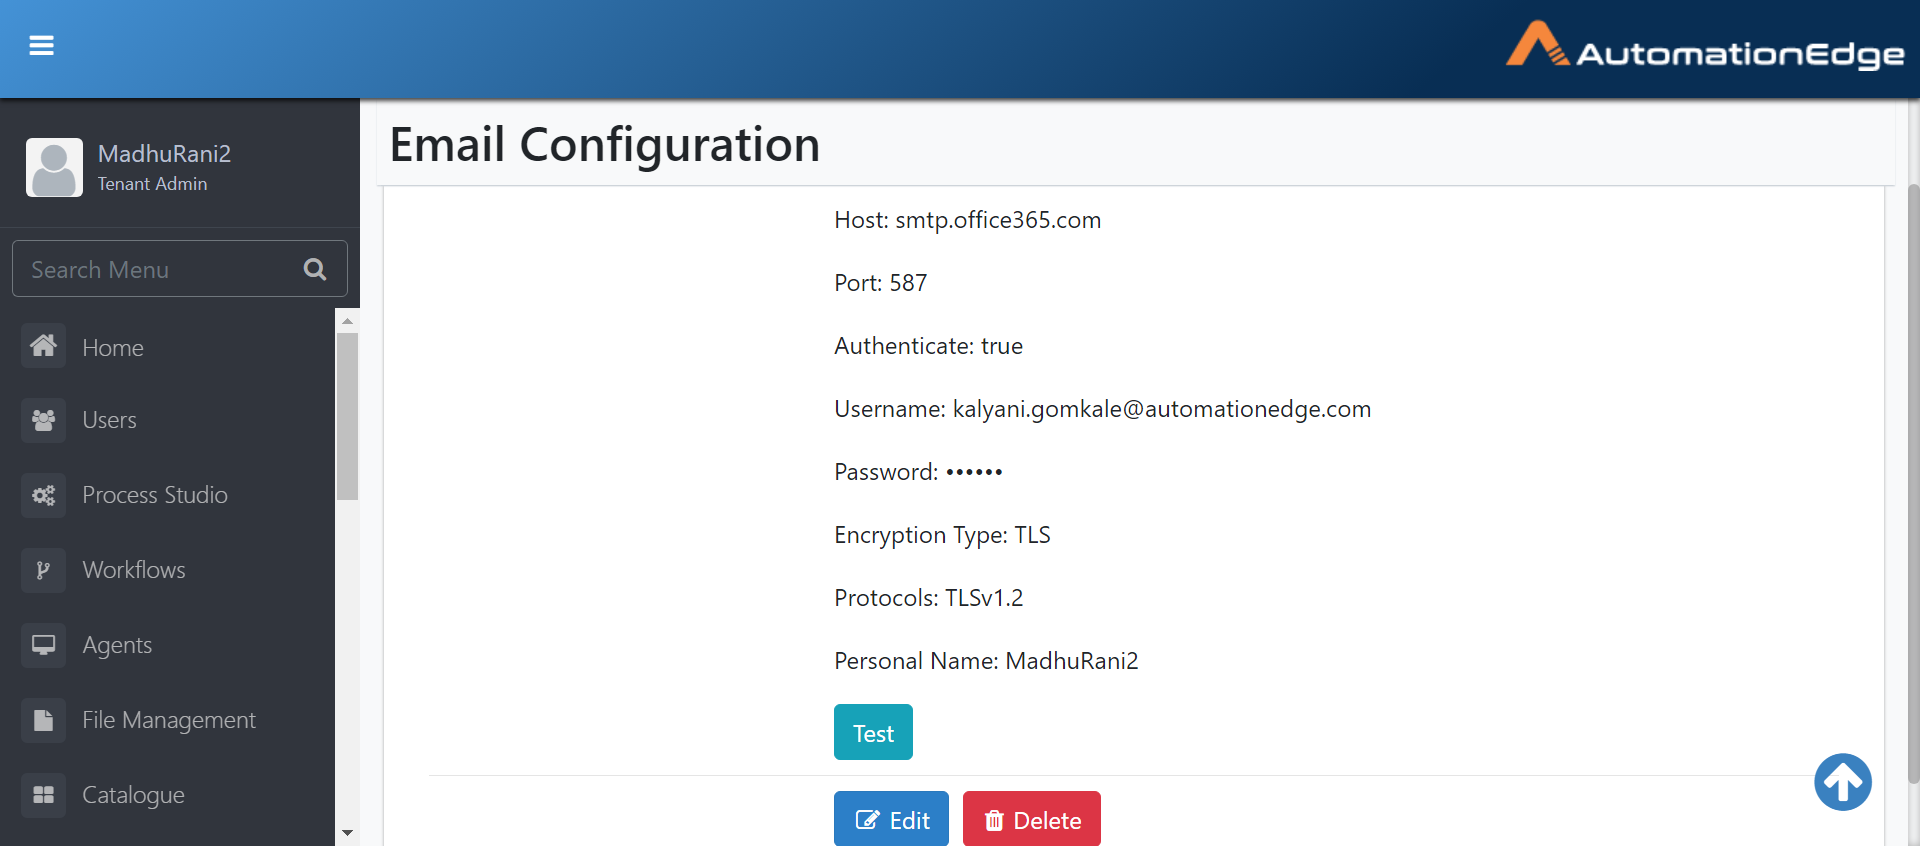 AutomationEdge
MadhuRani2
Tenant Admin
Search Menu
Home
Users
Process Studio
Workflows
Agents
File Management
Catalogue
Email Configuration
Host: smtp.office365.com
Port: 587
Authenticate: true
Username: kalyani.gomkale@automationedge.com
Password: ••••••
Encryption Type: TLS
Protocols: TLSv1.2
Personal Name: MadhuRani2
Test
Edit
Delete